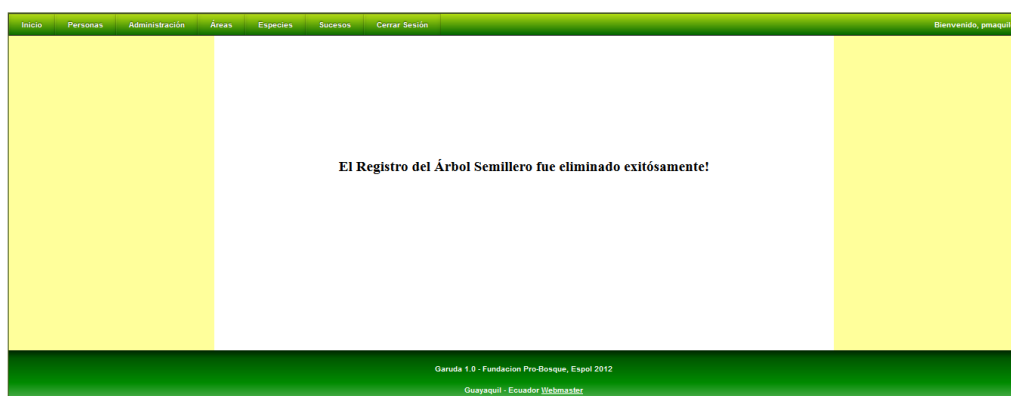 Inicio Personas Administración Áreas Especies Sucesos Cerrar Sesión Bienvenido, pmaquil
El Registro del Árbol Semillero fue eliminado exitósamente!
Garuda 1.0 - Fundacion Pro-Bosque, Espol 2012
Guayaquil - Ecuador Webmaster